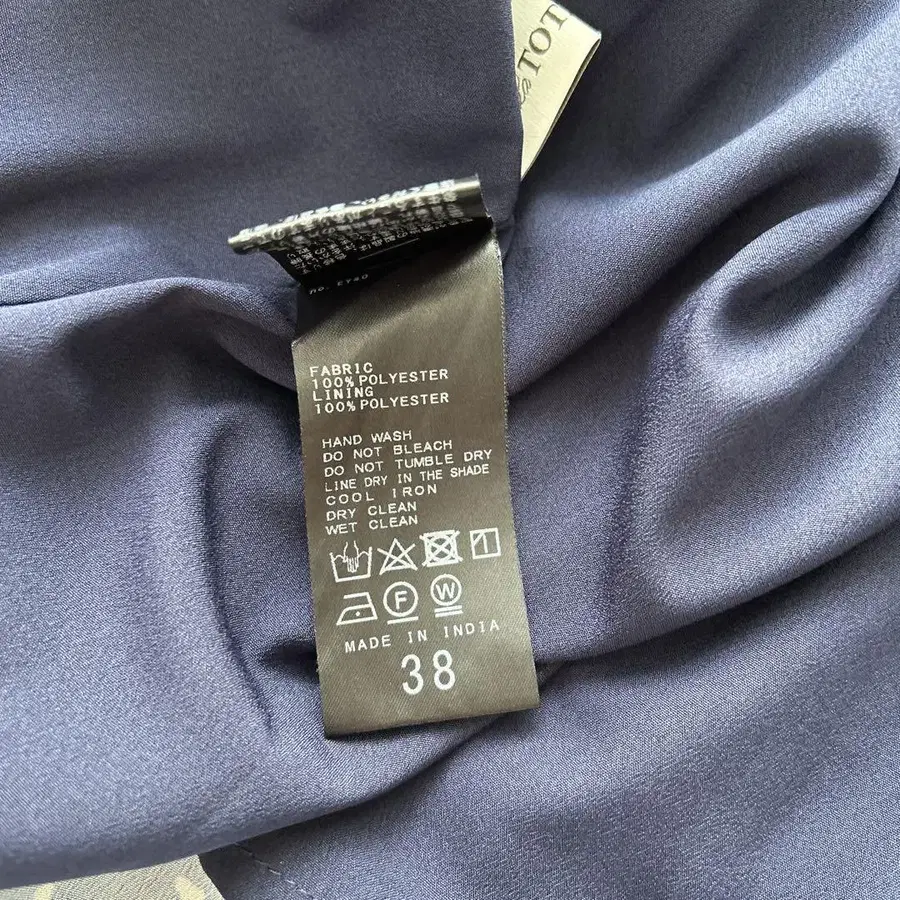 TOT
FABRIC
100% POLYESTER
LINING
100% POLYESTER
HAND WASH
DO NOT BLEACH
DO NOT TUMBLE DRY
LINE DRY IN THE SHADE
COOL IRON
DRY CLEAN
WET CLEAN
F W
MADE IN INDIA
38